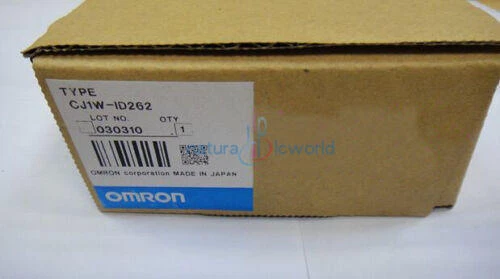 TYPE
CJ1W-ID262
LOT NO. QTY
030310 1
OMRON corporation MADE IN JAPAN
OMRON